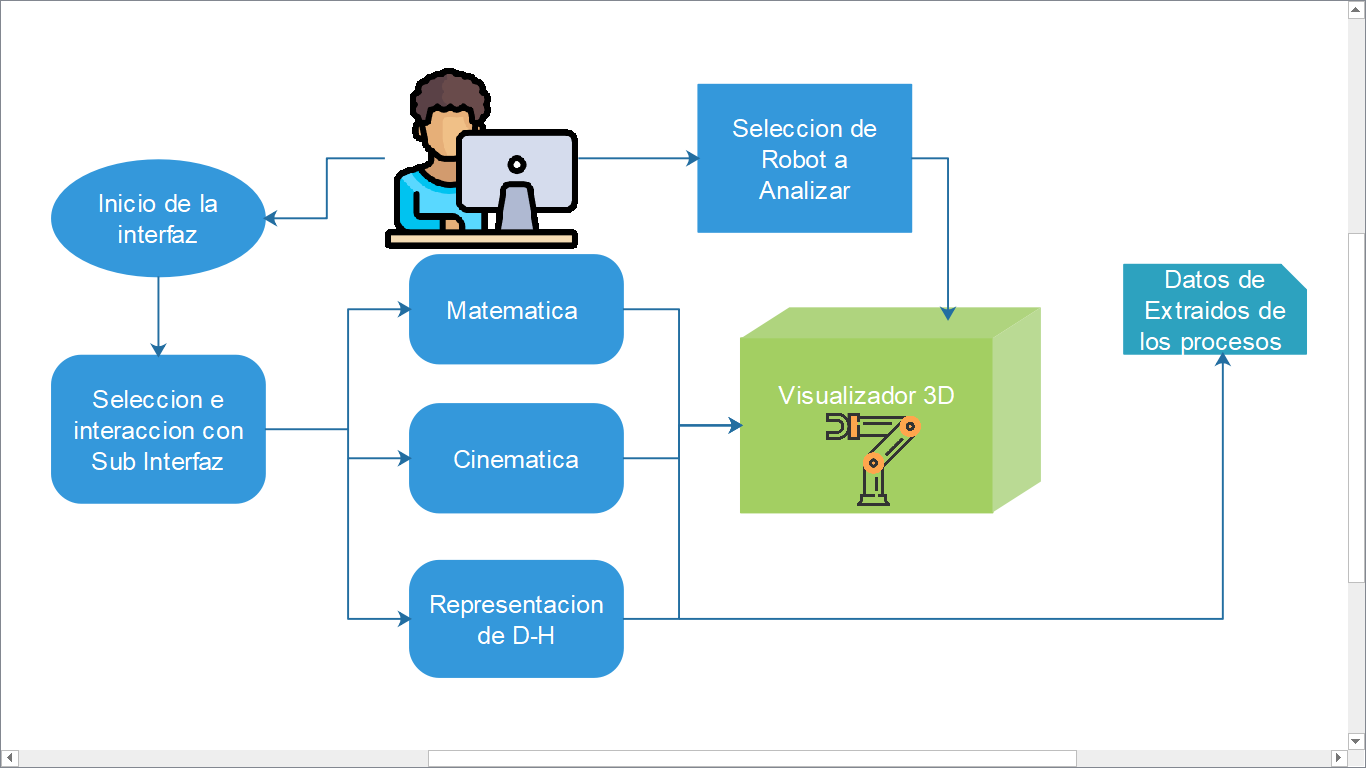 Seleccion de
Robot a
Analizar
Inicio de la
interfaz
Matematica
Datos de
Extraidos de
los procesos
Seleccion e
interaccion con
Sub Interfaz
Visualizador 3D
Cinematica
Representacion
de D-H